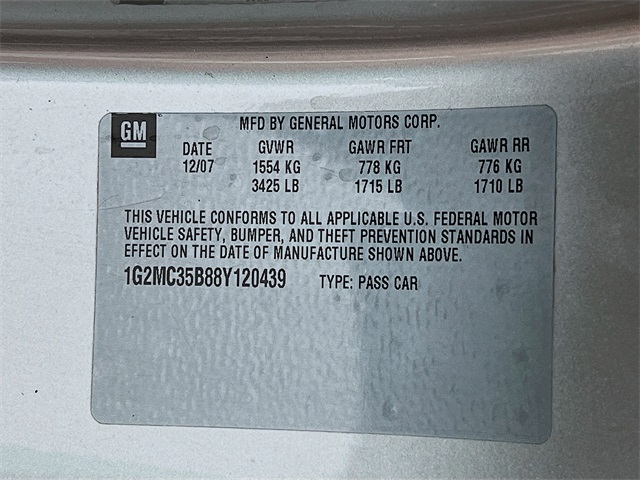 GM
MFD BY GENERAL MOTORS CORP.
DATE GVWR GAWR FRT GAWR RR
12/07 1554 KG 778 KG 776 KG
3425 LB 1715 LB 1710 LB
THIS VEHICLE CONFORMS TO ALL APPLICABLE U.S. FEDERAL MOTOR
VEHICLE SAFETY, BUMPER, AND THEFT PREVENTION STANDARDS IN
EFFECT ON THE DATE OF MANUFACTURE SHOWN ABOVE.
1G2MC35B88Y120439 TYPE: PASS CAR